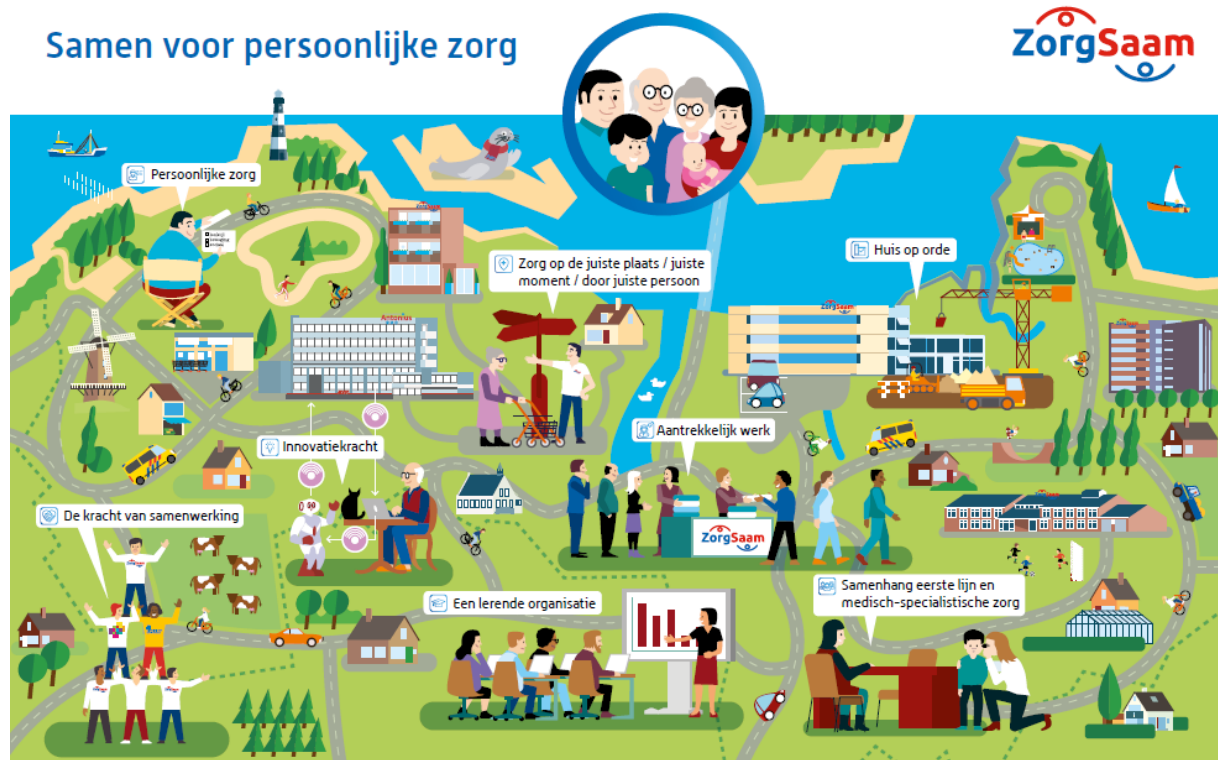 Samen voor persoonlijke zorg
ZorgSaam
Persoonlijke zorg
Zorg op de juiste plaats / juiste
moment / door juiste persoon
Huis op orde
ZorgSaam
Antonius
Innovatiekracht
Aantrekkelijk werk
De kracht van samenwerking
ZorgSaam
Een lerende organisatie
Samenhang eerste lijn en
medisch-specialistische zorg